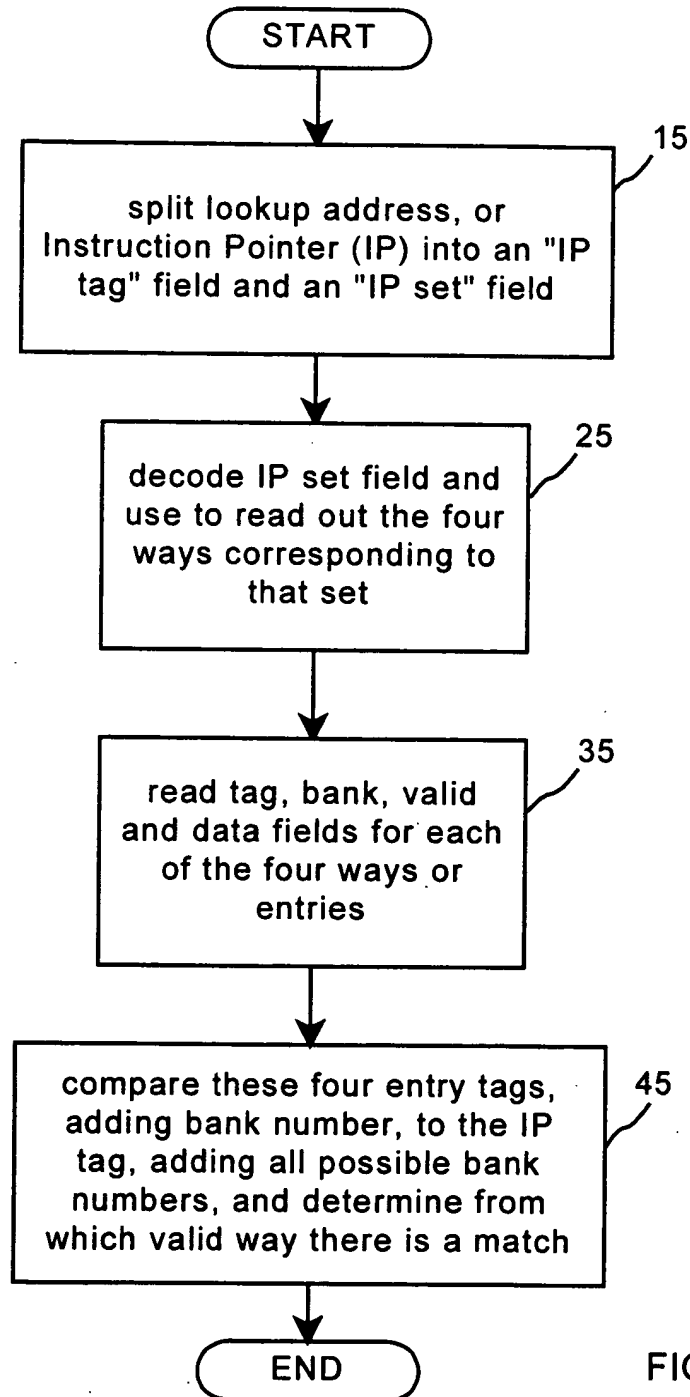 START
15
split lookup address, or
Instruction Pointer (IP) into an "IP
tag" field and an "IP set" field
25
decode IP set field and
use to read out the four
ways corresponding to
that set
35
read tag, bank, valid
and data fields for each
of the four ways or
entries
45
compare these four entry tags,
adding bank number, to the IP
tag, adding all possible bank
numbers, and determine from
which valid way there is a match
END